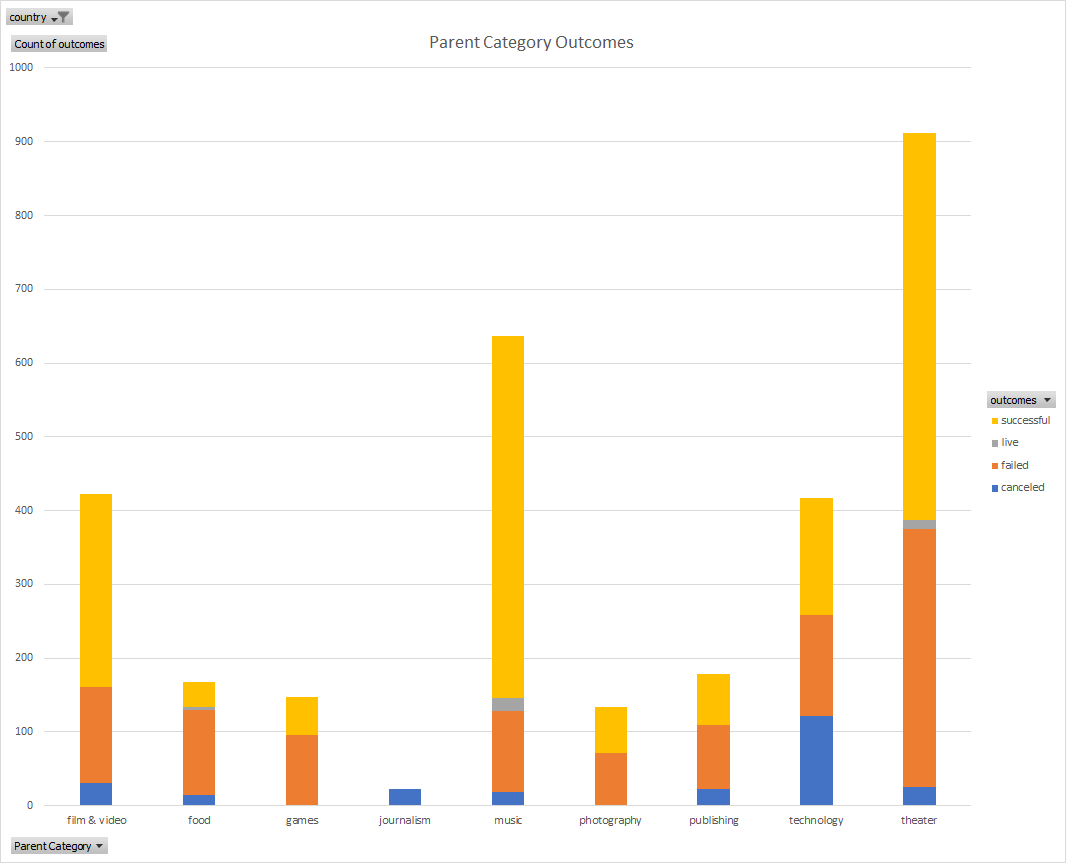 country
Count of outcomes
Parent Category Outcomes
1000
900
800
700
600
500
400
300
200
100
0
film & video food games journalism music photography publishing technology theater
outcomes
successful
live
failed
canceled
Parent Category